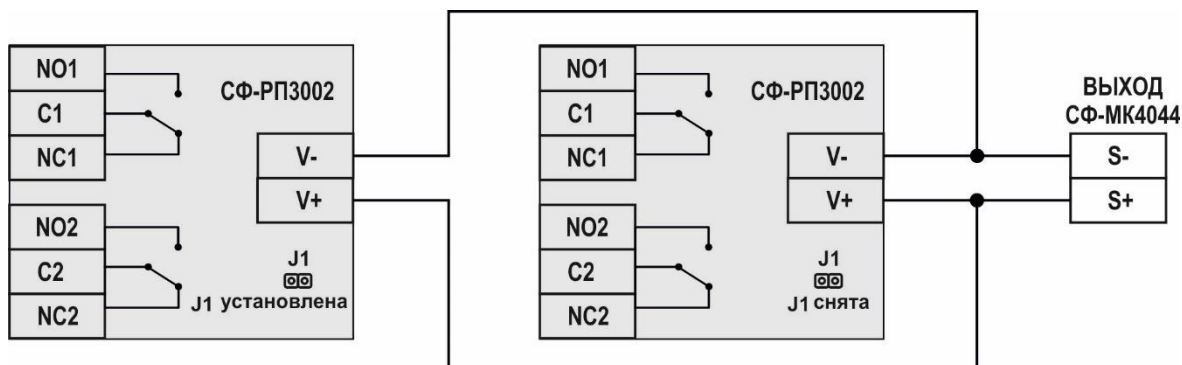 NO1
C1
NC1
СФ-РП3002
V-
V+
NO2
C2
NC2
J1
J1 установлена
NO1
C1
NC1
СФ-РП3002
V-
V+
NO2
C2
NC2
J1
J1 снята
ВЫХОД
СФ-МК4044
S-
S+